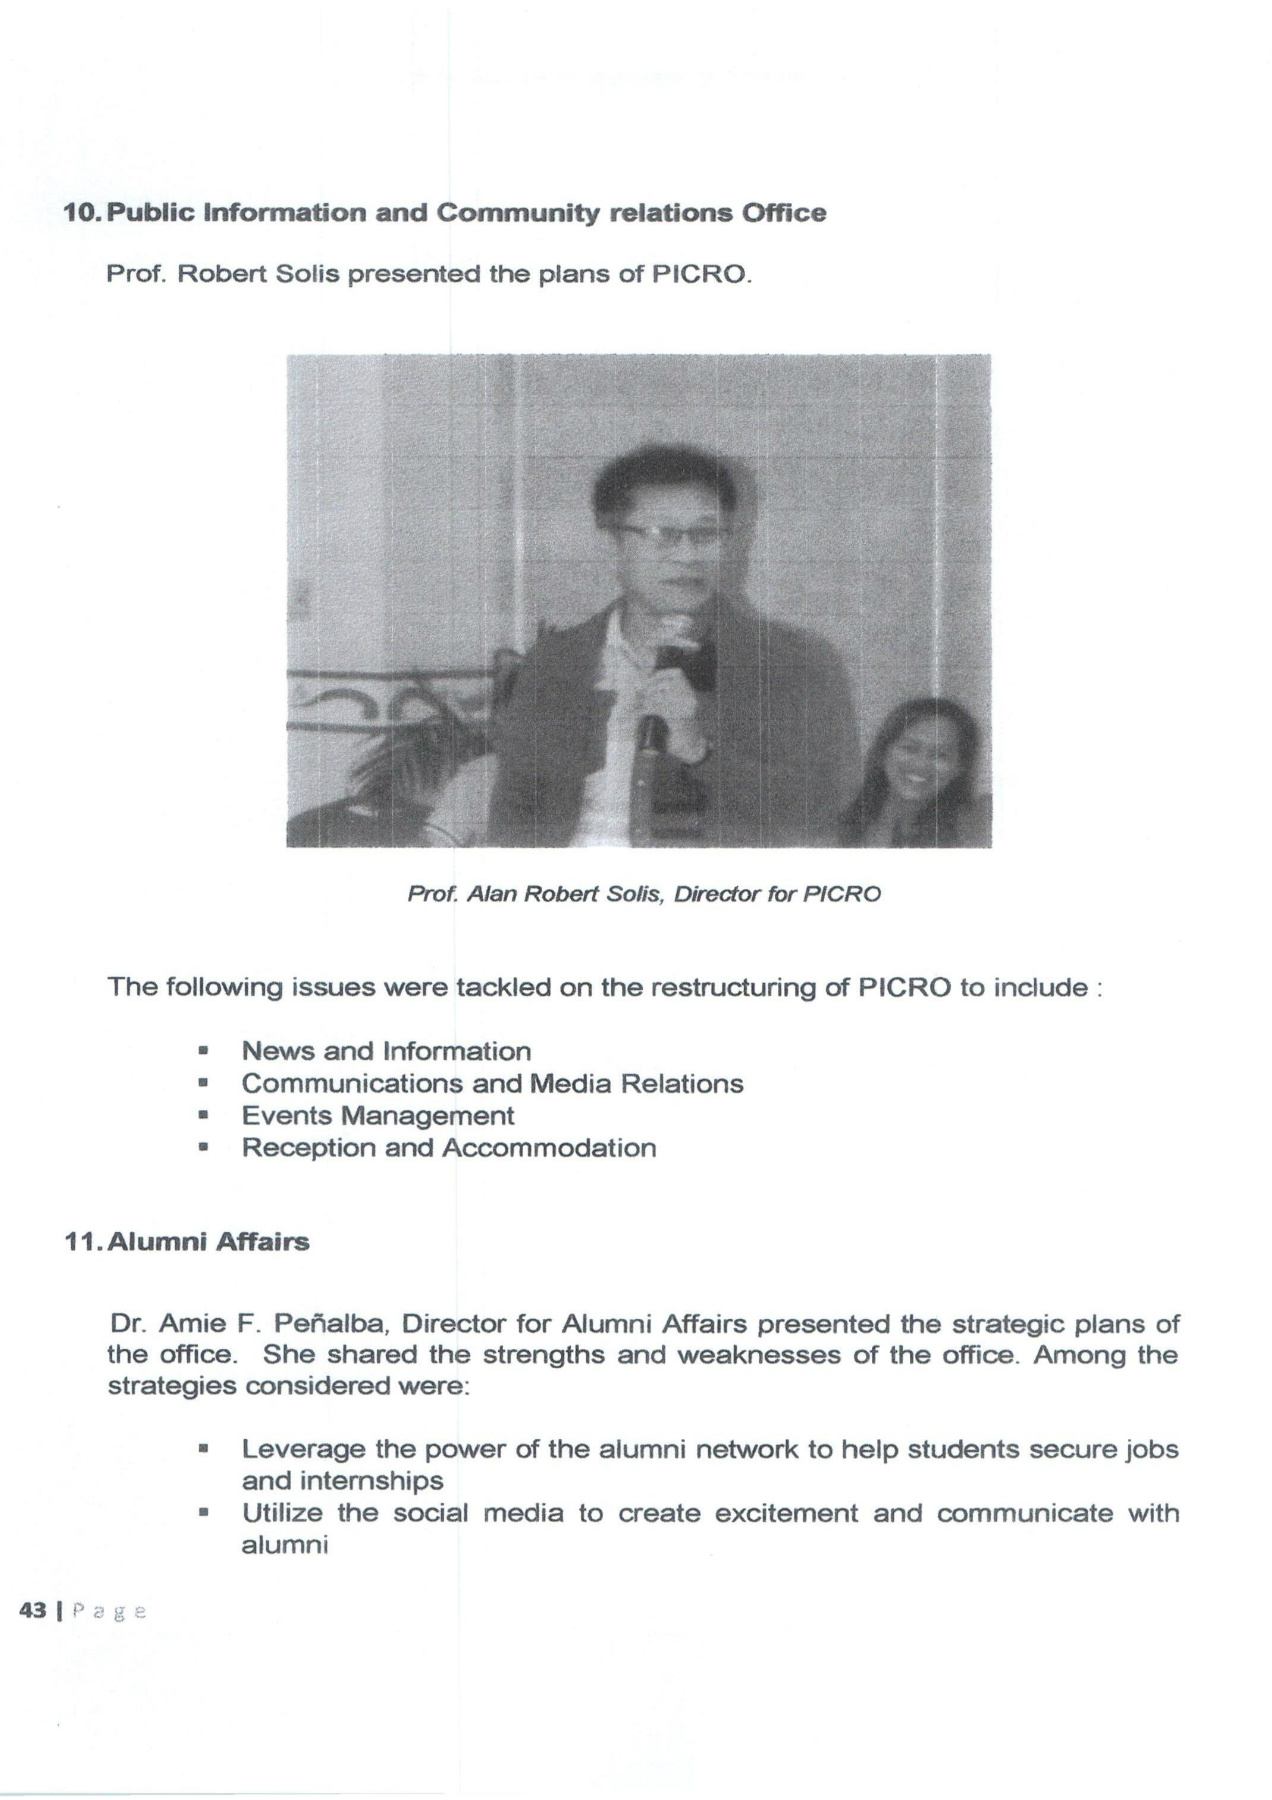 10. Public Information and Community relations Office
Prof. Robert Solis presented the plans of PICRO.
Prof. Alan Robert Solis, Director for PICRO
The following issues were tackled on the restructuring of PICRO to include :
▪ News and Information
▪ Communications and Media Relations
▪ Events Management
▪ Reception and Accommodation
11. Alumni Affairs
Dr. Amie F. Peñalba, Director for Alumni Affairs presented the strategic plans of
the office. She shared the strengths and weaknesses of the office. Among the
strategies considered were:
▪ Leverage the power of the alumni network to help students secure jobs
and internships
▪ Utilize the social media to create excitement and communicate with
alumni
43 | Page